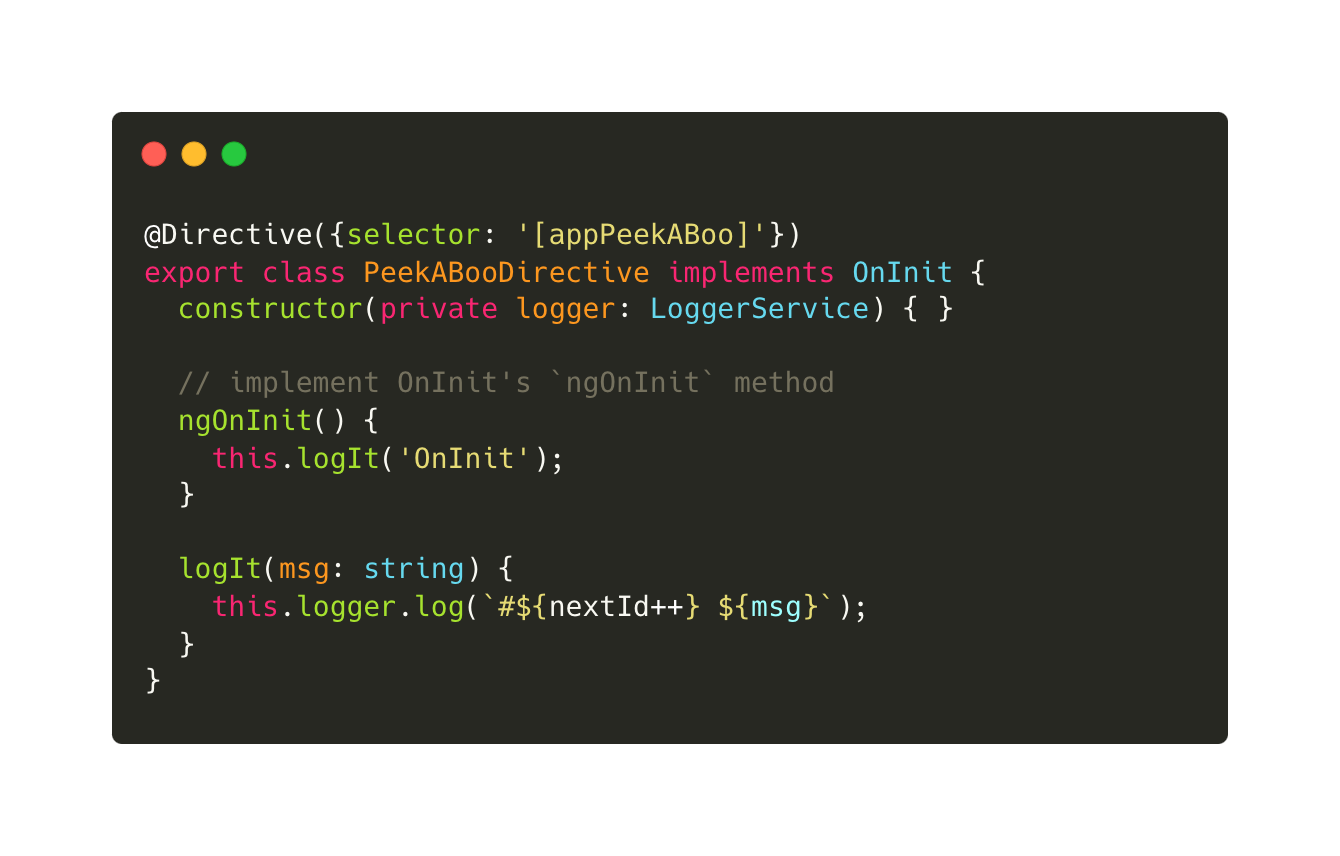 @Directive({selector: '[appPeekABoo]'})
export class PeekABooDirective implements OnInit {
  constructor(private logger: LoggerService) { }

  // implement OnInit's `ngOnInit` method
  ngOnInit() {
    this.logIt('OnInit');
  }

  logIt(msg: string) {
    this.logger.log(`#${nextId++} ${msg}`);
  }
}